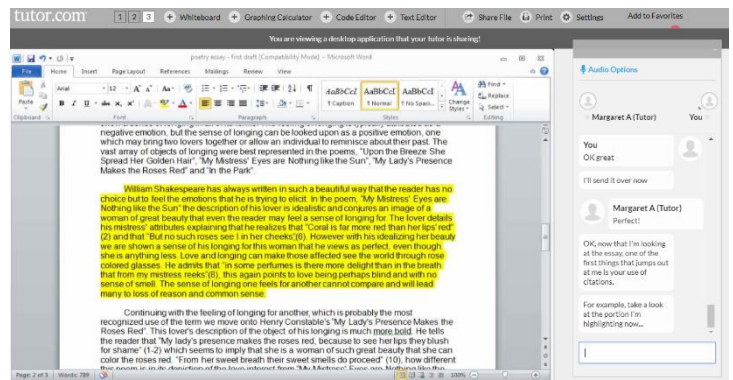 tutor.com
1 2 3 + Whiteboard + Graphing Calculator + Code Editor + Text Editor Share File Print Settings Add to Favorites
You are viewing a desktop application that your tutor is sharing!
poetry essay - first draft [Compatibility Mode] - Microsoft Word
File Home Insert Page Layout References Mailings Review View
Arial 12
Paste
AaBbCcI AaBbCcI AaBbCcI
¶ Caption ¶ Normal ¶ No Spaci...
Change Styles
Find
Replace
Select
Clipboard Font Paragraph Styles Editing
negative emotion, but the sense of longing can be looked upon as a positive emotion, one
which may bring two lovers together or allow an individual to reminisce about their past. The
vast array of objects of longing were best represented in the poems, "Upon the Breeze She
Spread Her Golden Hair", "My Mistress' Eyes are Nothing like the Sun", "My Lady's Presence
Makes the Roses Red" and "In the Park".
William Shakespeare has always written in such a beautiful way that the reader has no
choice but to feel the emotions that he is trying to elicit. In the poem, "My Mistress' Eyes are
Nothing like the Sun" the description of his lover is idealistic and conjures an image of a
woman of great beauty that even the reader may feel a sense of longing for. The lover details
his mistress' attributes explaining that he realizes that "Coral is far more red than her lips' red"
(2) and that "But no such roses see I in her cheeks"(6). However with his idealizing her beauty
we are shown a sense of his longing for this woman that he views as perfect, even though
she is anything less. Love and longing can make those affected see the world through rose
colored glasses. He admits that "in some perfumes is there more delight than in the breath
that from my mistress reeks"(8), this again points to love being perhaps blind and with no
sense of smell. The sense of longing one feels for another cannot compare and will lead
many to loss of reason and common sense.
Continuing with the feeling of longing for another, which is probably the most
recognized use of the term we move onto Henry Constable's "My Lady's Presence Makes the
Roses Red". This lover's description of the object of his longing is much more bold. He tells
the reader that "My lady's presence makes the roses red, because to see her lips they blush
for shame" (1-2) which seems to imply that she is a woman of such great beauty that she can
color the roses red. "From her sweet breath their sweet smells do proceed" (10), how different
this poem is in its depiction of the love interest from "My Mistress' Eyes are Nothing like the
Page: 2 of 5 Words: 789 100%
Audio Options
Margaret A (Tutor) You
You
OK great
I'll send it over now
Margaret A (Tutor)
Perfect!
OK, now that I'm looking
at the essay, one of the
first things that jumps out
at me is your use of
citations.
For example, take a look
at the portion I'm
highlighting now...